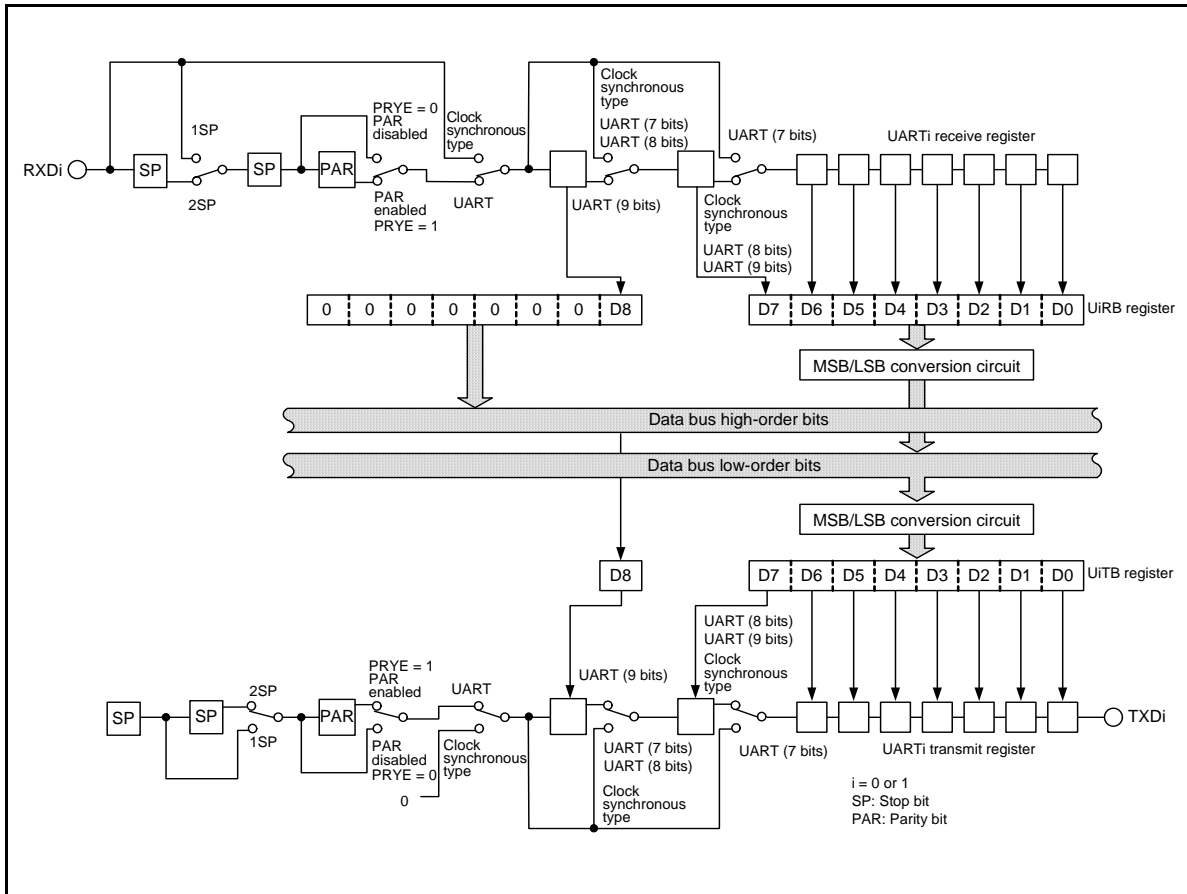 PRYE = 0
PAR
disabled
Clock
synchronous
type
Clock
synchronous
type
UART (7 bits)
UART (8 bits)
UART (7 bits)
UARTi receive register
1SP
RXDi
SP
SP
PAR
2SP
PAR
enabled
PRYE = 1
UART
UART (9 bits)
Clock
synchronous
type
UART (8 bits)
UART (9 bits)
0 0 0 0 0 0 0 D8
D7 D6 D5 D4 D3 D2 D1 D0
UiRB register
MSB/LSB conversion circuit
Data bus high-order bits
Data bus low-order bits
MSB/LSB conversion circuit
D8
D7 D6 D5 D4 D3 D2 D1 D0
UiTB register
UART (8 bits)
UART (9 bits)
Clock
synchronous
type
PRYE = 1
PAR
enabled
UART
UART (9 bits)
2SP
SP
SP
PAR
TXDi
1SP
PAR
disabled
PRYE = 0
Clock
synchronous
type
0
UART (7 bits)
UART (8 bits)
Clock
synchronous
type
UART (7 bits)
UARTi transmit register
i = 0 or 1
SP: Stop bit
PAR: Parity bit